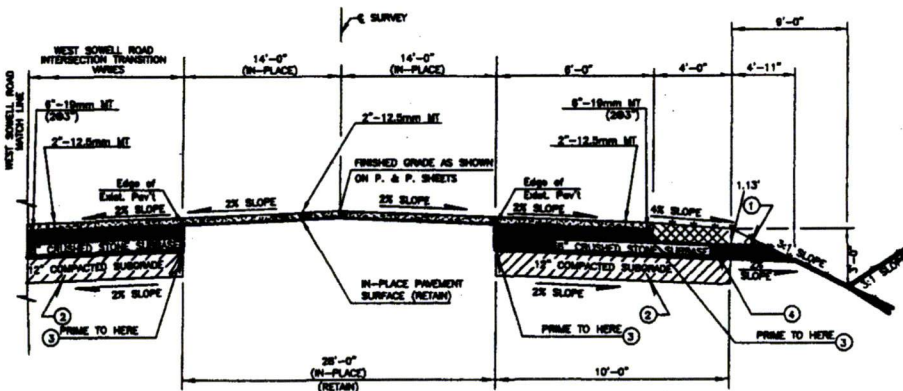 ℄ SURVEY
9'-0"
WEST SOWELL ROAD
INTERSECTION TRANSITION
VARIES
14'-0"
(IN-PLACE)
14'-0"
(IN-PLACE)
6'-0"
4'-0"
4'-11"
WEST SOWELL ROAD
MATCH LINE
6"-19mm MT
(2@3")
2"-12.5mm MT
2"-12.5mm MT
6"-19mm MT
(2@3")
2"-12.5mm MT
FINISHED GRADE AS SHOWN
ON P. & P. SHEETS
Edge of
Exist. Pav't
Edge of
Exist. Pav't
1.13'
1
2% SLOPE
2% SLOPE
2% SLOPE
2% SLOPE
4% SLOPE
CRUSHED STONE SUBBASE
CRUSHED STONE SUBBASE
3:1 SLOPE
12" COMPACTED SUBGRADE
12" COMPACTED SUBGRADE
SLOPE
3:1 SLOPE
2% SLOPE
IN-PLACE PAVEMENT
SURFACE (RETAIN)
2% SLOPE
2
2
4
3
PRIME TO HERE
PRIME TO HERE
3
PRIME TO HERE
3
28'-0"
(IN-PLACE)
(RETAIN)
10'-0"